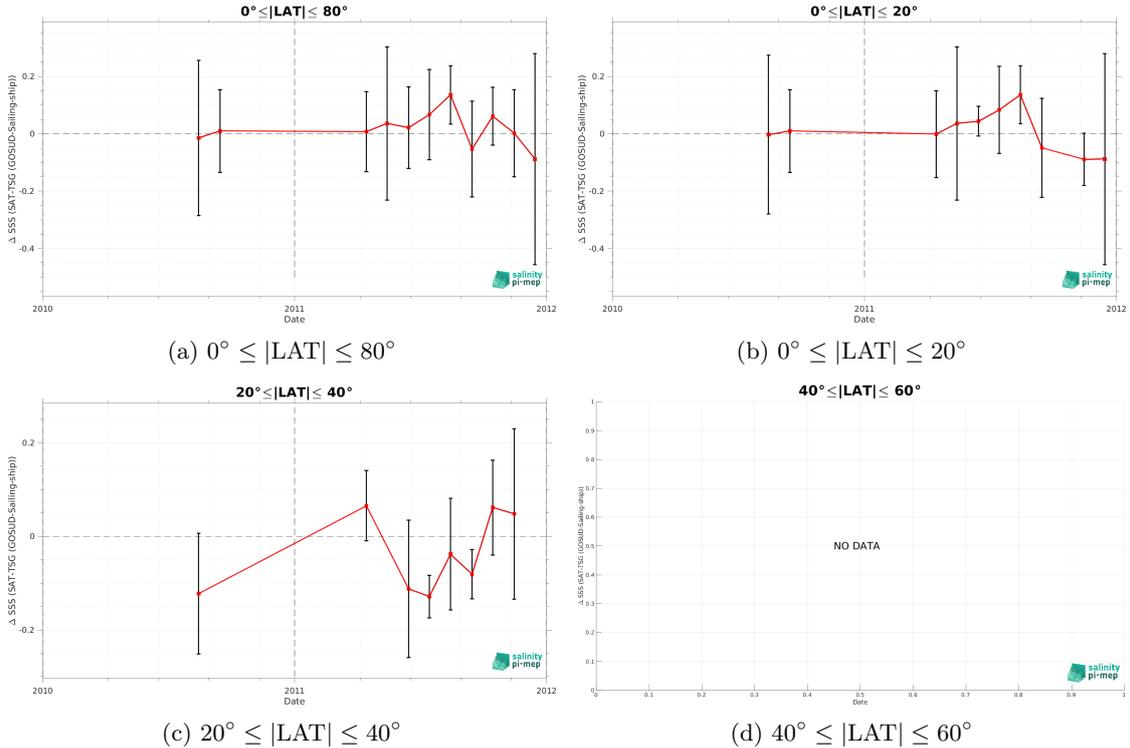 0°≤|LAT|≤ 80°
Δ SSS (SAT-TSG (GOSUD-Sailing-ship))
0.2
0
-0.2
-0.4
2010
2011
2012
Date
salinity
pi-mep
(a) 0° ≤ |LAT| ≤ 80°
0°≤|LAT|≤ 20°
Δ SSS (SAT-TSG (GOSUD-Sailing-ship))
0.2
0
-0.2
-0.4
2010
2011
2012
Date
salinity
pi-mep
(b) 0° ≤ |LAT| ≤ 20°
20°≤|LAT|≤ 40°
Δ SSS (SAT-TSG (GOSUD-Sailing-ship))
0.2
0
-0.2
2010
2011
2012
Date
salinity
pi-mep
(c) 20° ≤ |LAT| ≤ 40°
40°≤|LAT|≤ 60°
Δ SSS (SAT-TSG (GOSUD-Sailing-ship))
1
0.9
0.8
0.7
0.6
0.5
0.4
0.3
0.2
0.1
0
NO DATA
0 0.1 0.2 0.3 0.4 0.5 0.6 0.7 0.8 0.9 1
Date
salinity
pi-mep
(d) 40° ≤ |LAT| ≤ 60°